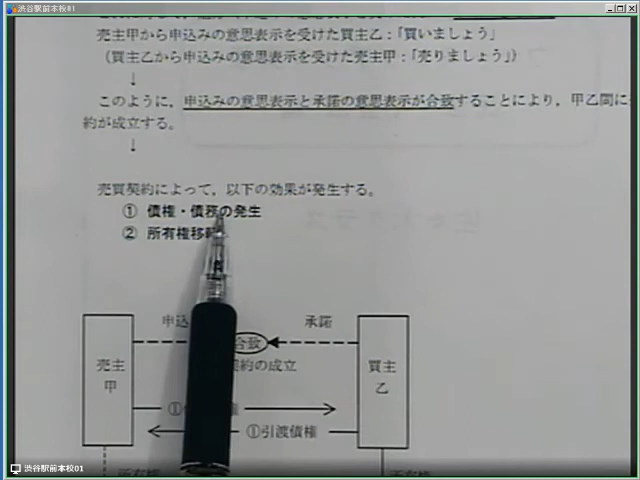 渋谷駅前本校01
売主甲から申込みの意思表示を受けた買主乙：「買いましょう」
（買主乙から申込みの意思表示を受けた売主甲：「売りましょう」）
↓
このように，申込みの意思表示と承諾の意思表示が合致することにより，甲乙間に
約が成立する。
↓
売買契約によって，以下の効果が発生する。
① 債権・債務の発生
② 所有権移
申込 合致 承諾
売主
甲
買主
乙
約の成立
① 権
①引渡債権
所有権 所有権
渋谷駅前本校01